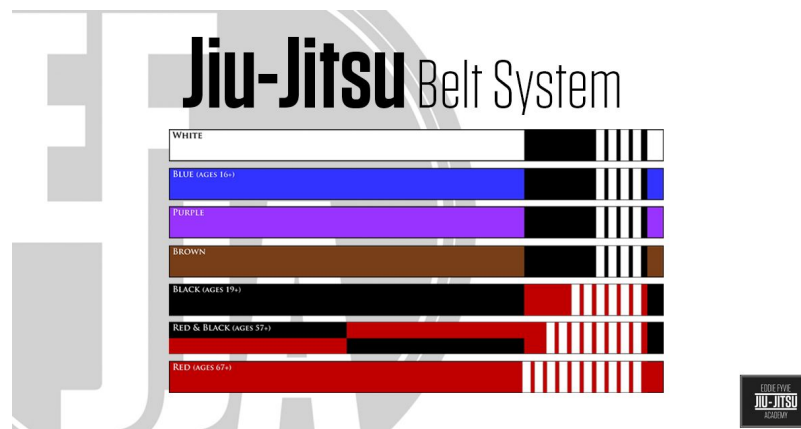 Jiu-Jitsu Belt System
WHITE
BLUE (AGES 16+)
PURPLE
BROWN
BLACK (AGES 19+)
RED & BLACK (AGES 57+)
RED (AGES 67+)
EDDIE FYVIE
JIU-JITSU
ACADEMY